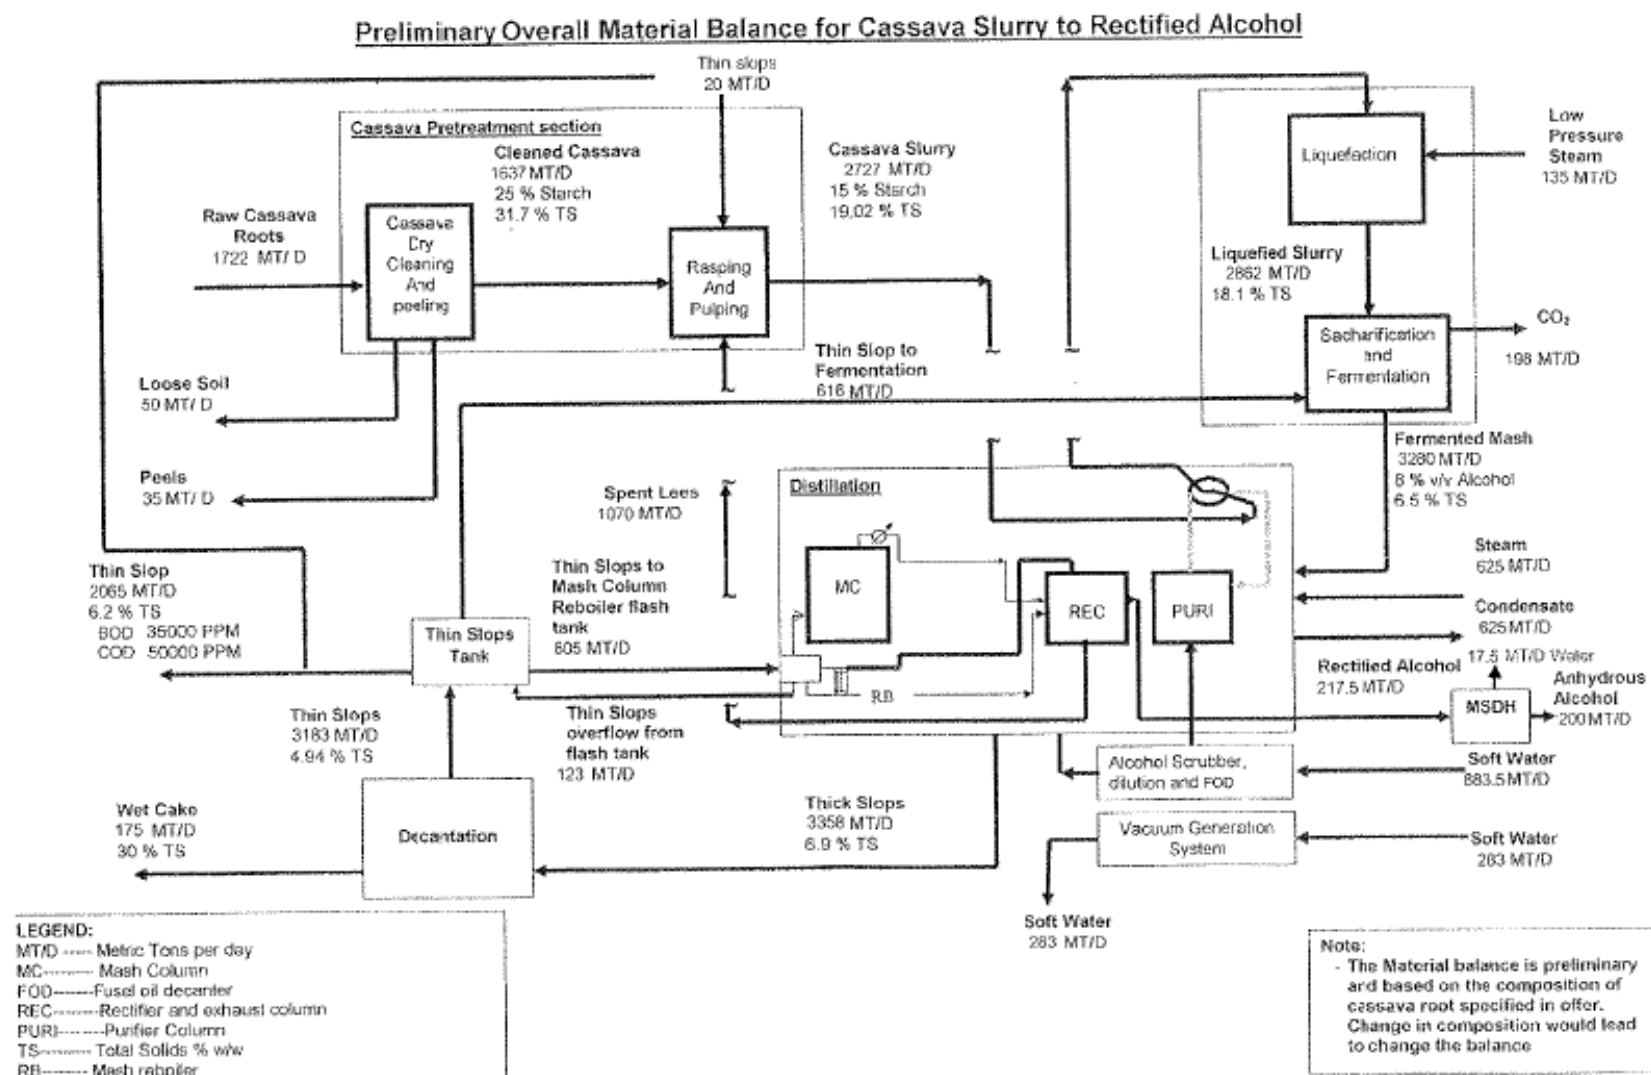 Preliminary Overall Material Balance for Cassava Slurry to Rectified Alcohol
Thin slops
20 MT/D
Cassava Pretreatment section
Cleaned Cassava
1637 MT/D
25 % Starch
31.7 % TS
Cassava Slurry
2727 MT/D
15 % Starch
19.02 % TS
Low
Pressure
Steam
135 MT/D
Liquefaction
Raw Cassava
Roots
1722 MT/ D
Cassava
Dry
Cleaning
And
peeling
Rasping
And
Pulping
Liquefied Slurry
2862 MT/D
18.1 % TS
Sacharification
and
Fermentation
CO₂
198 MT/D
Thin Slop to
Fermentation
616 MT/D
Loose Soil
50 MT/ D
Peels
35 MT/ D
Fermented Mash
3280 MT/D
8 % v/v Alcohol
6.5 % TS
Spent Lees
1070 MT/D
Distillation
Thin Slop
2065 MT/D
6.2 % TS
BOD 35000 PPM
COD 50000 PPM
Thin Slops
Tank
Thin Slops to
Mash Column
Reboiler flash
tank
605 MT/D
MC
REC
PURI
RB
Steam
625 MT/D
Condensate
625 MT/D
17.5 MT/D Water
Rectified Alcohol
217.5 MT/D
MSDH
Anhydrous
Alcohol
200 MT/D
Thin Slops
3183 MT/D
4.94 % TS
Thin Slops
overflow from
flash tank
123 MT/D
Alcohol Scrubber,
dilution and FOD
Soft Water
883.5 MT/D
Wet Cake
175 MT/D
30 % TS
Decantation
Thick Slops
3358 MT/D
6.9 % TS
Vacuum Generation
System
Soft Water
283 MT/D
Soft Water
283 MT/D
LEGEND:
MT/D ----- Metric Tons per day
MC--------- Mash Column
FOD-------Fusel oil decanter
REC-------Rectifier and exhaust column
PURI-------Purifier Column
TS--------- Total Solids % w/w
RB-------- Mash reboiler
Note:
- The Material balance is preliminary
and based on the composition of
cassava root specified in offer.
Change in composition would lead
to change the balance